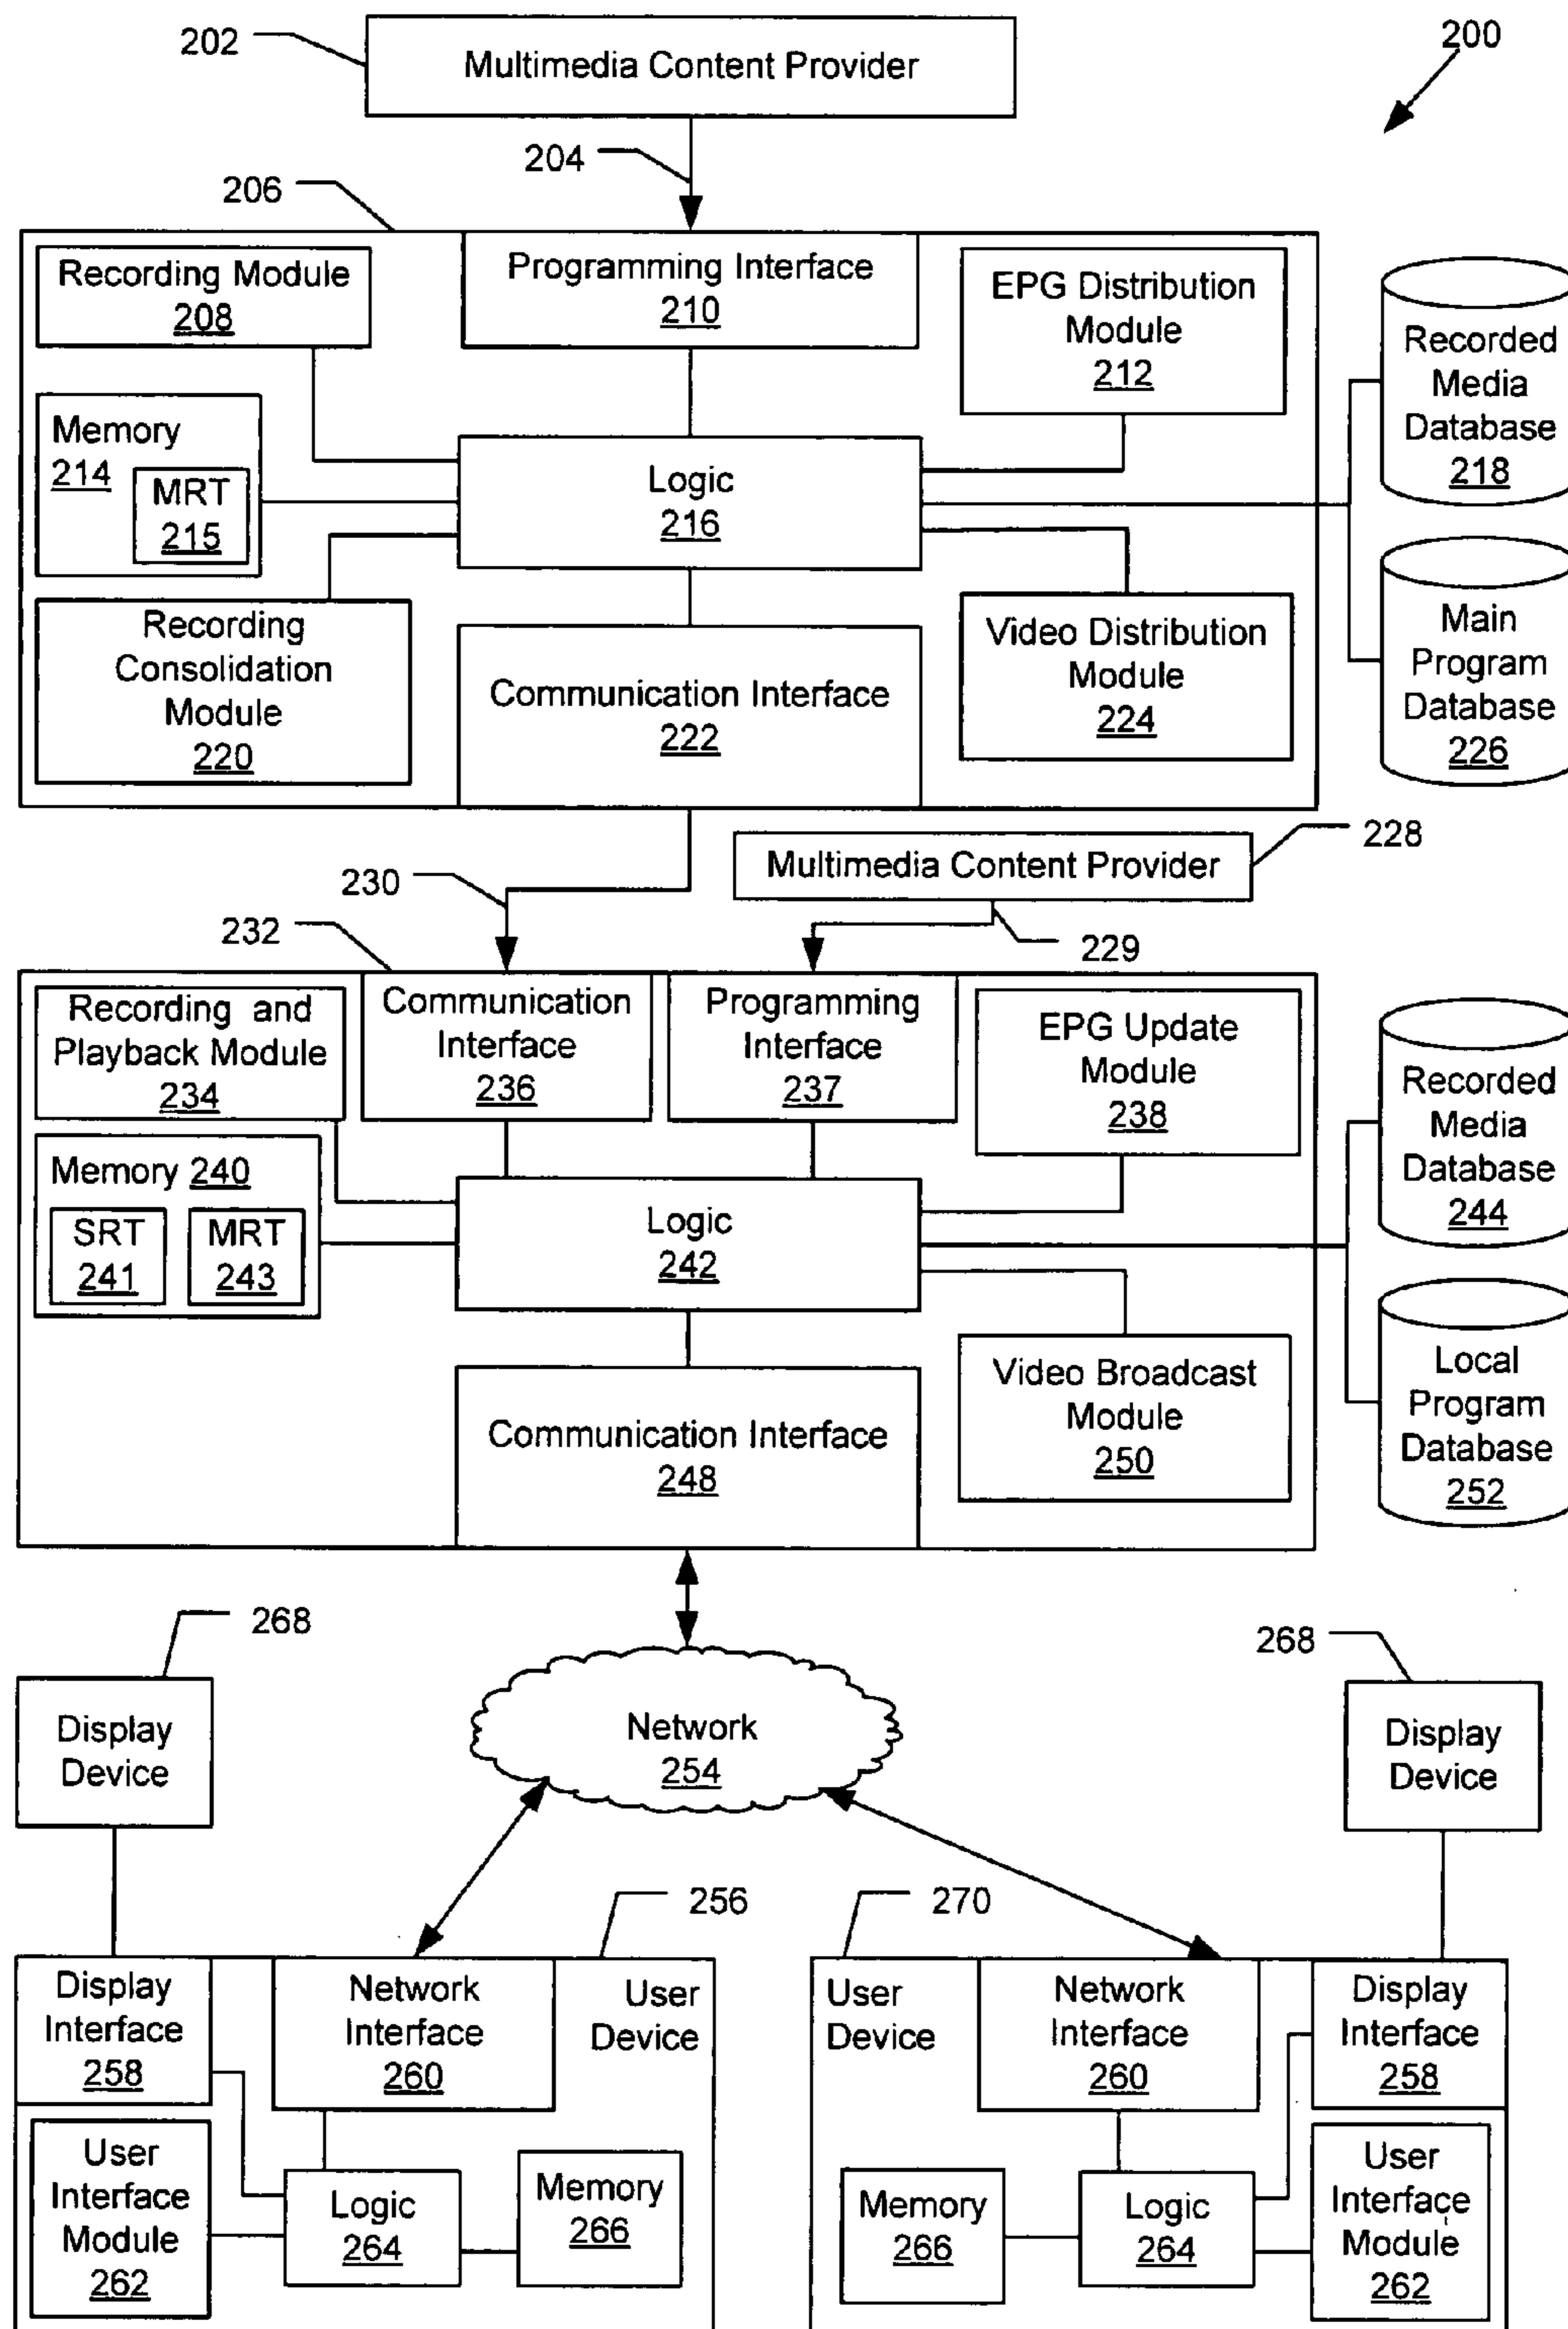 202
Multimedia Content Provider
200
204
206
Recording Module
208
Programming Interface
210
EPG Distribution
Module
212
Recorded
Media
Database
218
Memory
214
MRT
215
Logic
216
Recording
Consolidation
Module
220
Communication Interface
222
Video Distribution
Module
224
Main
Program
Database
226
228
Multimedia Content Provider
230
229
232
Recording and
Playback Module
234
Communication
Interface
236
Programming
Interface
237
EPG Update
Module
238
Recorded
Media
Database
244
Memory 240
SRT
241
MRT
243
Logic
242
Communication Interface
248
Video Broadcast
Module
250
Local
Program
Database
252
268
Display
Device
Network
254
268
Display
Device
256
Display
Interface
258
Network
Interface
260
User
Device
User
Interface
Module
262
Logic
264
Memory
266
270
User
Device
Network
Interface
260
Display
Interface
258
Memory
266
Logic
264
User
Interface
Module
262